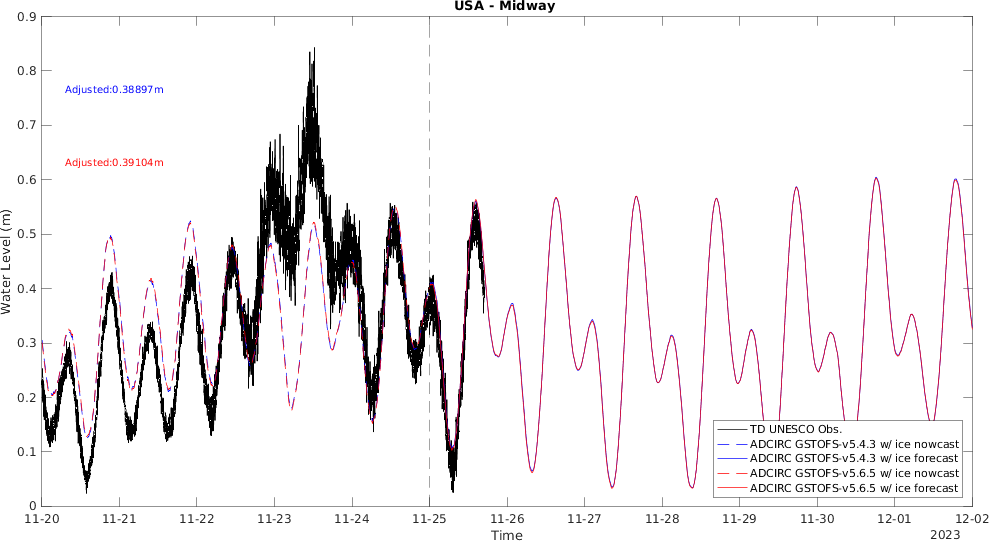 USA - Midway
0.9
0.8
0.7
0.6
0.5
0.4
0.3
0.2
0.1
0
Water Level (m)
Adjusted:0.38897m
Adjusted:0.39104m
TD UNESCO Obs.
ADCIRC GSTOFS-v5.4.3 w/ ice nowcast
ADCIRC GSTOFS-v5.4.3 w/ ice forecast
ADCIRC GSTOFS-v5.6.5 w/ ice nowcast
ADCIRC GSTOFS-v5.6.5 w/ ice forecast
11-20 11-21 11-22 11-23 11-24 11-25 11-26 11-27 11-28 11-29 11-30 12-01 12-02
Time
2023